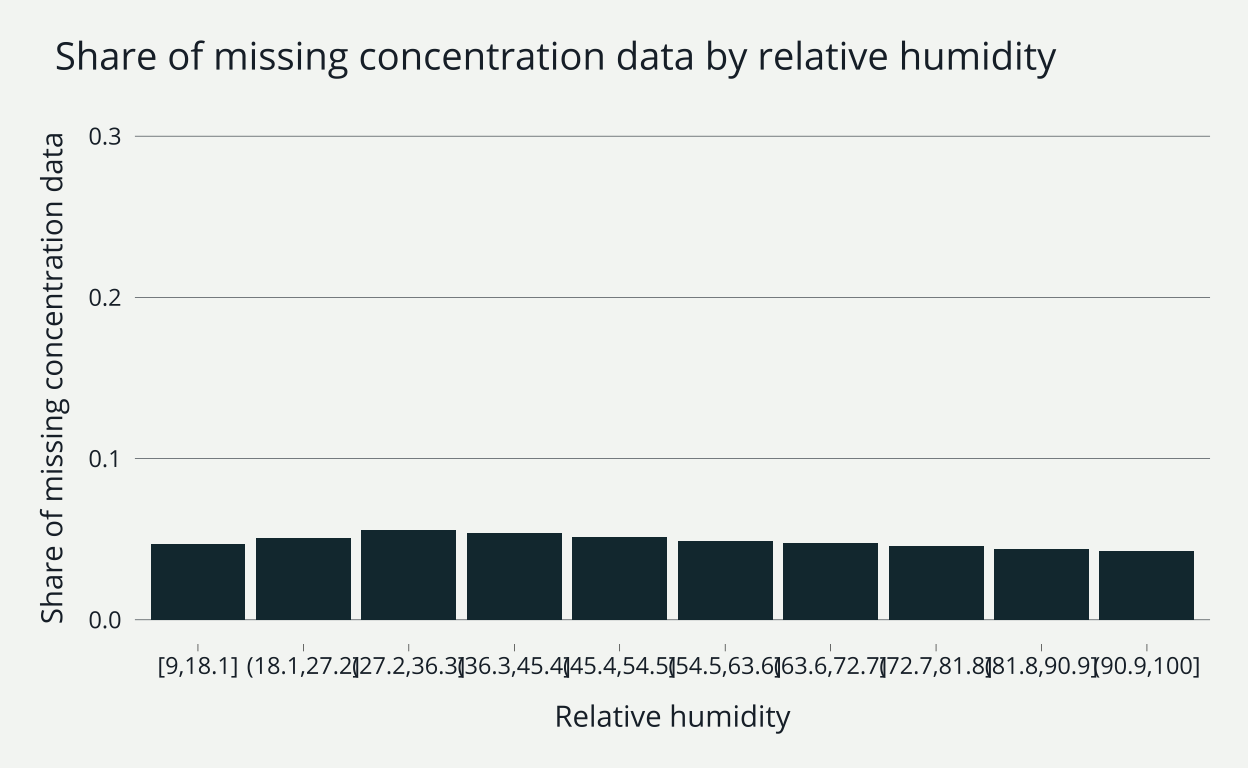 Share of missing concentration data by relative humidity
Share of missing concentration data
0.3
0.2
0.1
0.0
[9,18.1] (18.1,27.2] (27.2,36.3] (36.3,45.4] (45.4,54.5] (54.5,63.6] (63.6,72.7] (72.7,81.8] (81.8,90.9] (90.9,100]
Relative humidity